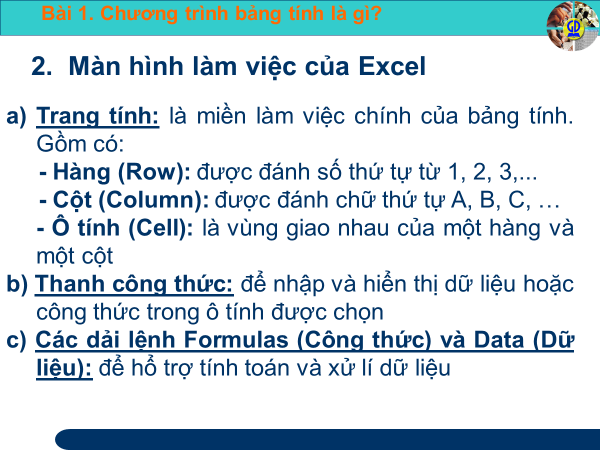 Bài 1. Chương trình bảng tính là gì?
2. Màn hình làm việc của Excel
a) Trang tính: là miền làm việc chính của bảng tính.
Gồm có:
- Hàng (Row): được đánh số thứ tự từ 1, 2, 3,...
- Cột (Column): được đánh chữ thứ tự A, B, C, …
- Ô tính (Cell): là vùng giao nhau của một hàng và
một cột
b) Thanh công thức: để nhập và hiển thị dữ liệu hoặc
công thức trong ô tính được chọn
c) Các dải lệnh Formulas (Công thức) và Data (Dữ
liệu): để hổ trợ tính toán và xử lí dữ liệu